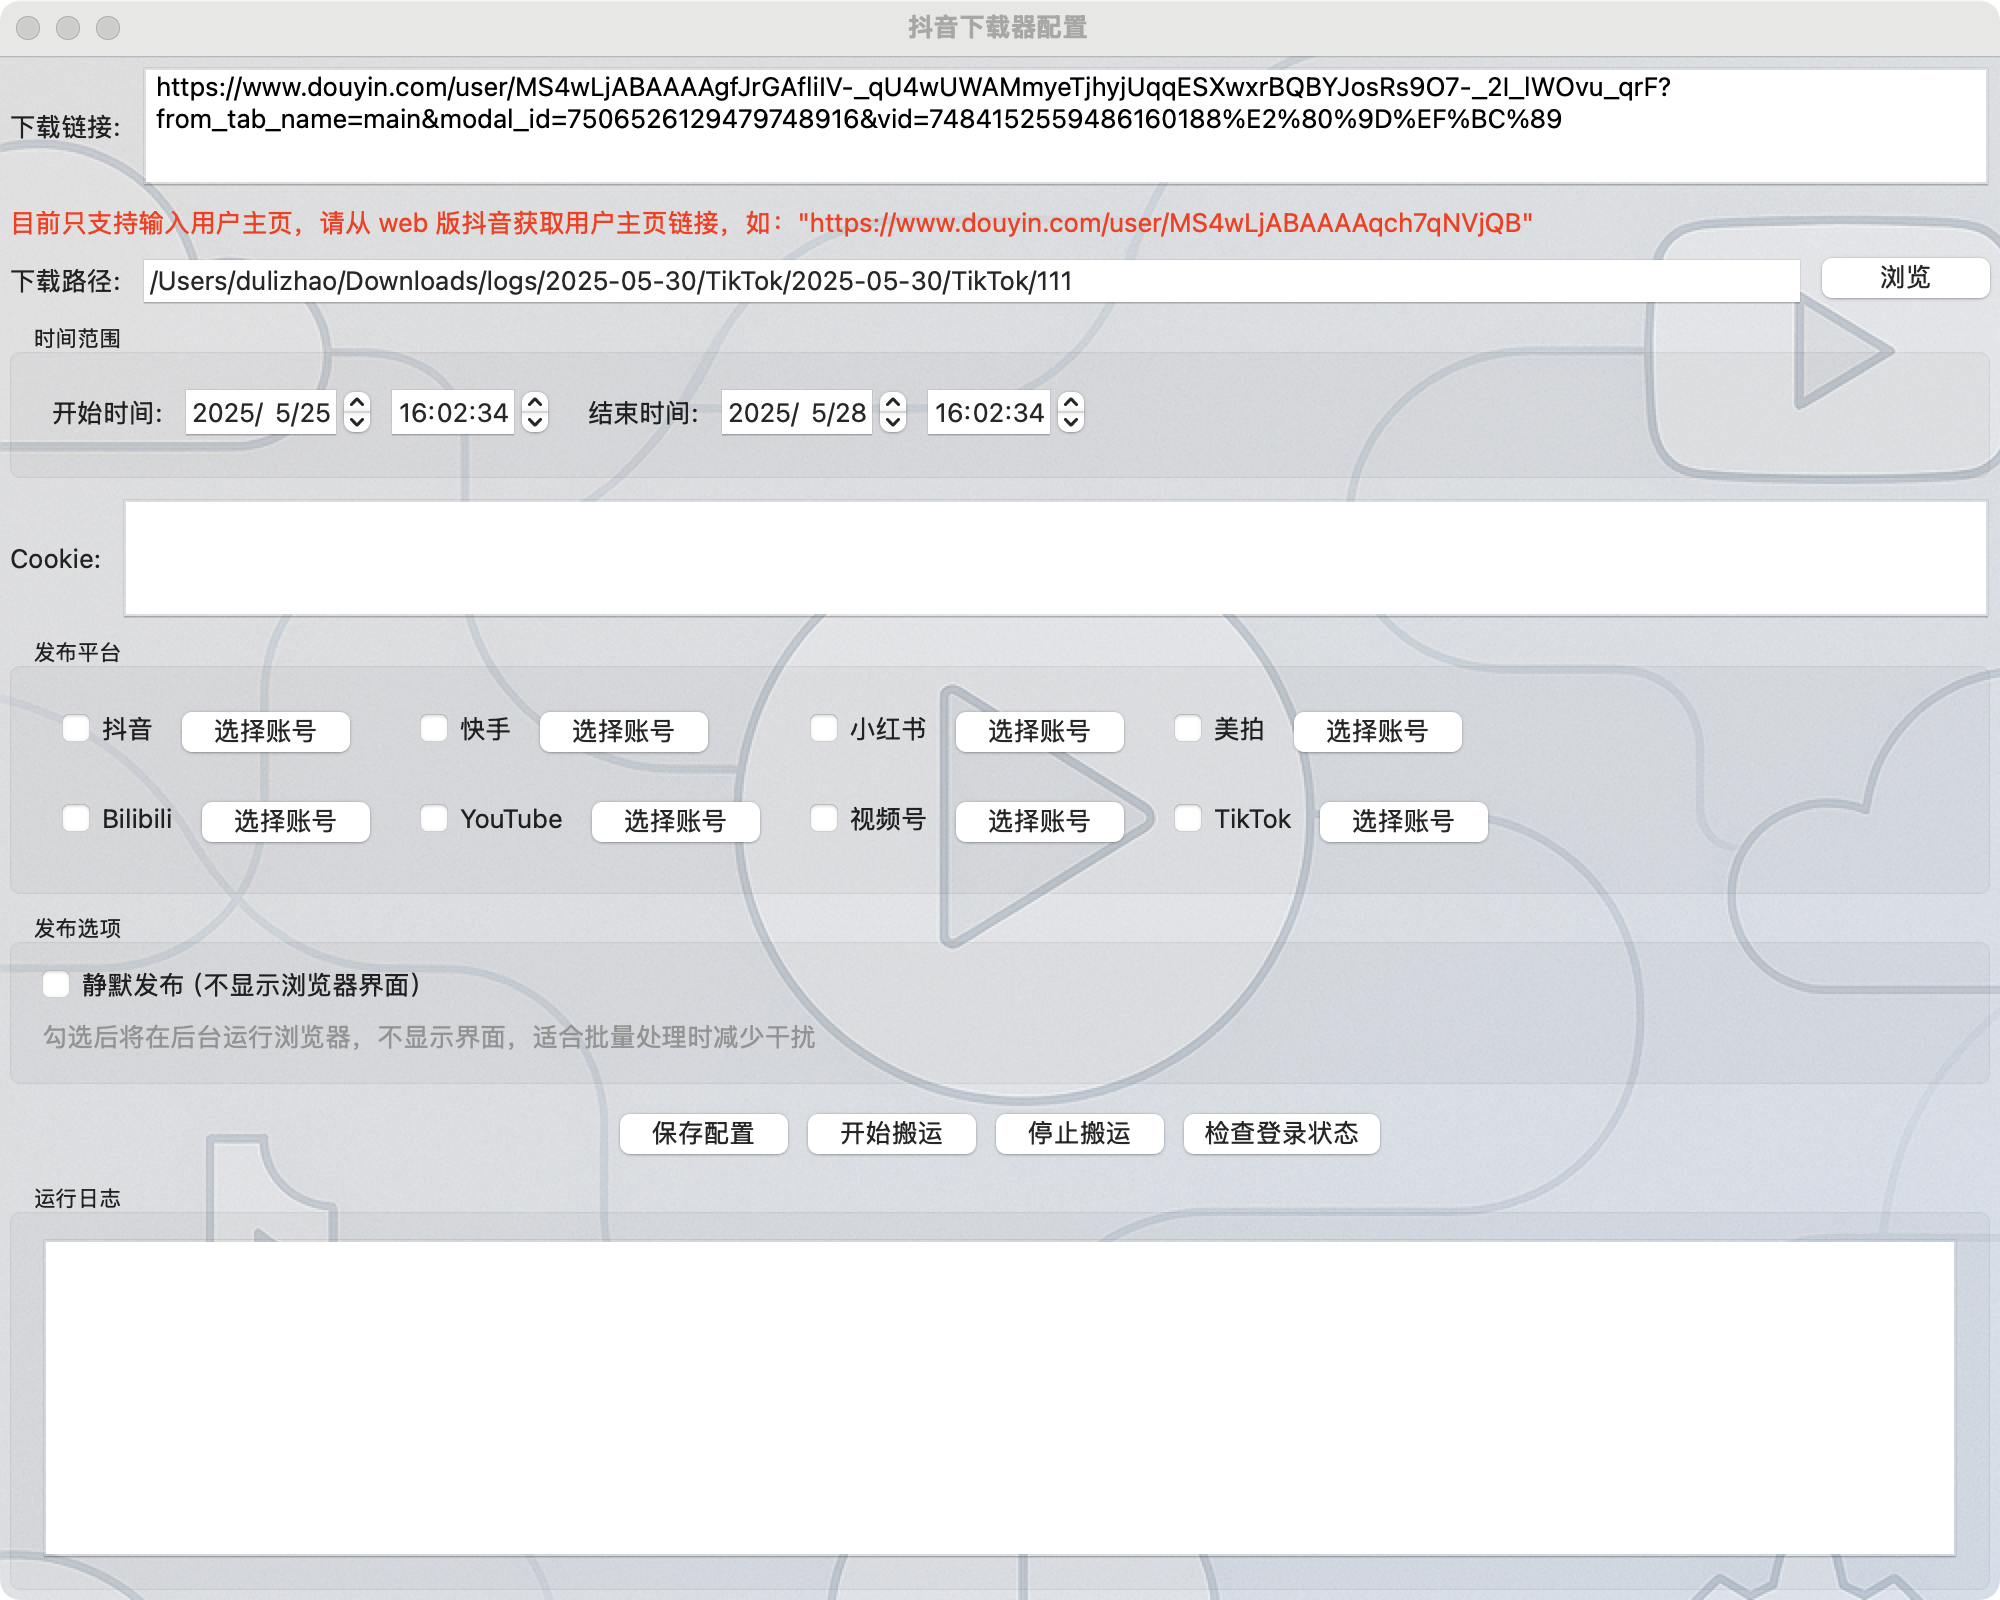 抖音下载器配置
下载链接:
https://www.douyin.com/user/MS4wLjABAAAAgfJrGAfliIV-_qU4wUWAMmyeTjhyjUqqESXwxrBQBYJosRs9O7-_2I_lWOvu_qrF?
from_tab_name=main&modal_id=7506526129479748916&vid=7484152559486160188%E2%80%9D%EF%BC%89
目前只支持输入用户主页，请从 web 版抖音获取用户主页链接，如："https://www.douyin.com/user/MS4wLjABAAAAqch7qNVjQB"
下载路径: /Users/dulizhao/Downloads/logs/2025-05-30/TikTok/2025-05-30/TikTok/111 浏览
时间范围
开始时间: 2025/ 5/25 16:02:34 结束时间: 2025/ 5/28 16:02:34
Cookie:
发布平台
抖音 选择账号 快手 选择账号 小红书 选择账号 美拍 选择账号
Bilibili 选择账号 YouTube 选择账号 视频号 选择账号 TikTok 选择账号
发布选项
静默发布 (不显示浏览器界面)
勾选后将在后台运行浏览器，不显示界面，适合批量处理时减少干扰
保存配置 开始搬运 停止搬运 检查登录状态
运行日志